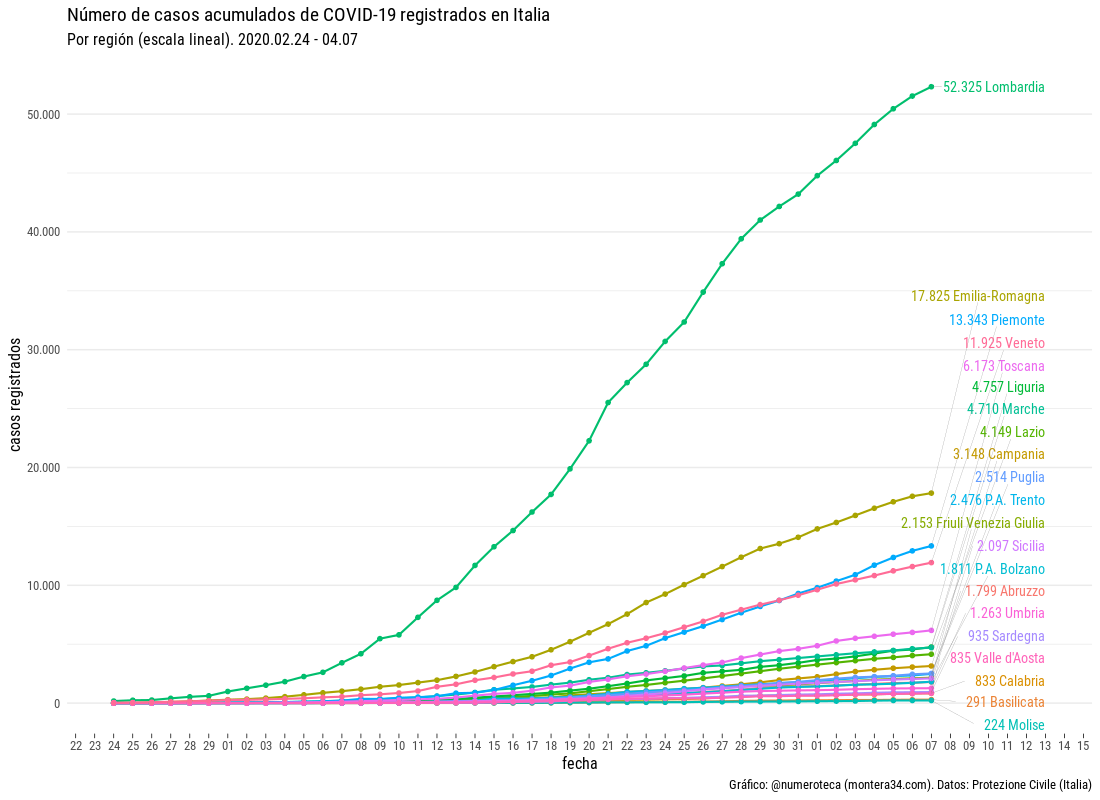 Número de casos acumulados de COVID-19 registrados en Italia
Por región (escala lineal). 2020.02.24 - 04.07
casos registrados
50.000
40.000
30.000
20.000
10.000
0
52.325 Lombardia
17.825 Emilia-Romagna
13.343 Piemonte
11.925 Veneto
6.173 Toscana
4.757 Liguria
4.710 Marche
4.149 Lazio
3.148 Campania
2.514 Puglia
2.476 P.A. Trento
2.153 Friuli Venezia Giulia
2.097 Sicilia
1.811 P.A. Bolzano
1.799 Abruzzo
1.263 Umbria
935 Sardegna
835 Valle d'Aosta
833 Calabria
291 Basilicata
224 Molise
22 23 24 25 26 27 28 29 01 02 03 04 05 06 07 08 09 10 11 12 13 14 15 16 17 18 19 20 21 22 23 24 25 26 27 28 29 30 31 01 02 03 04 05 06 07 08 09 10 11 12 13 14 15
fecha
Gráfico: @numeroteca (montera34.com). Datos: Protezione Civile (Italia)